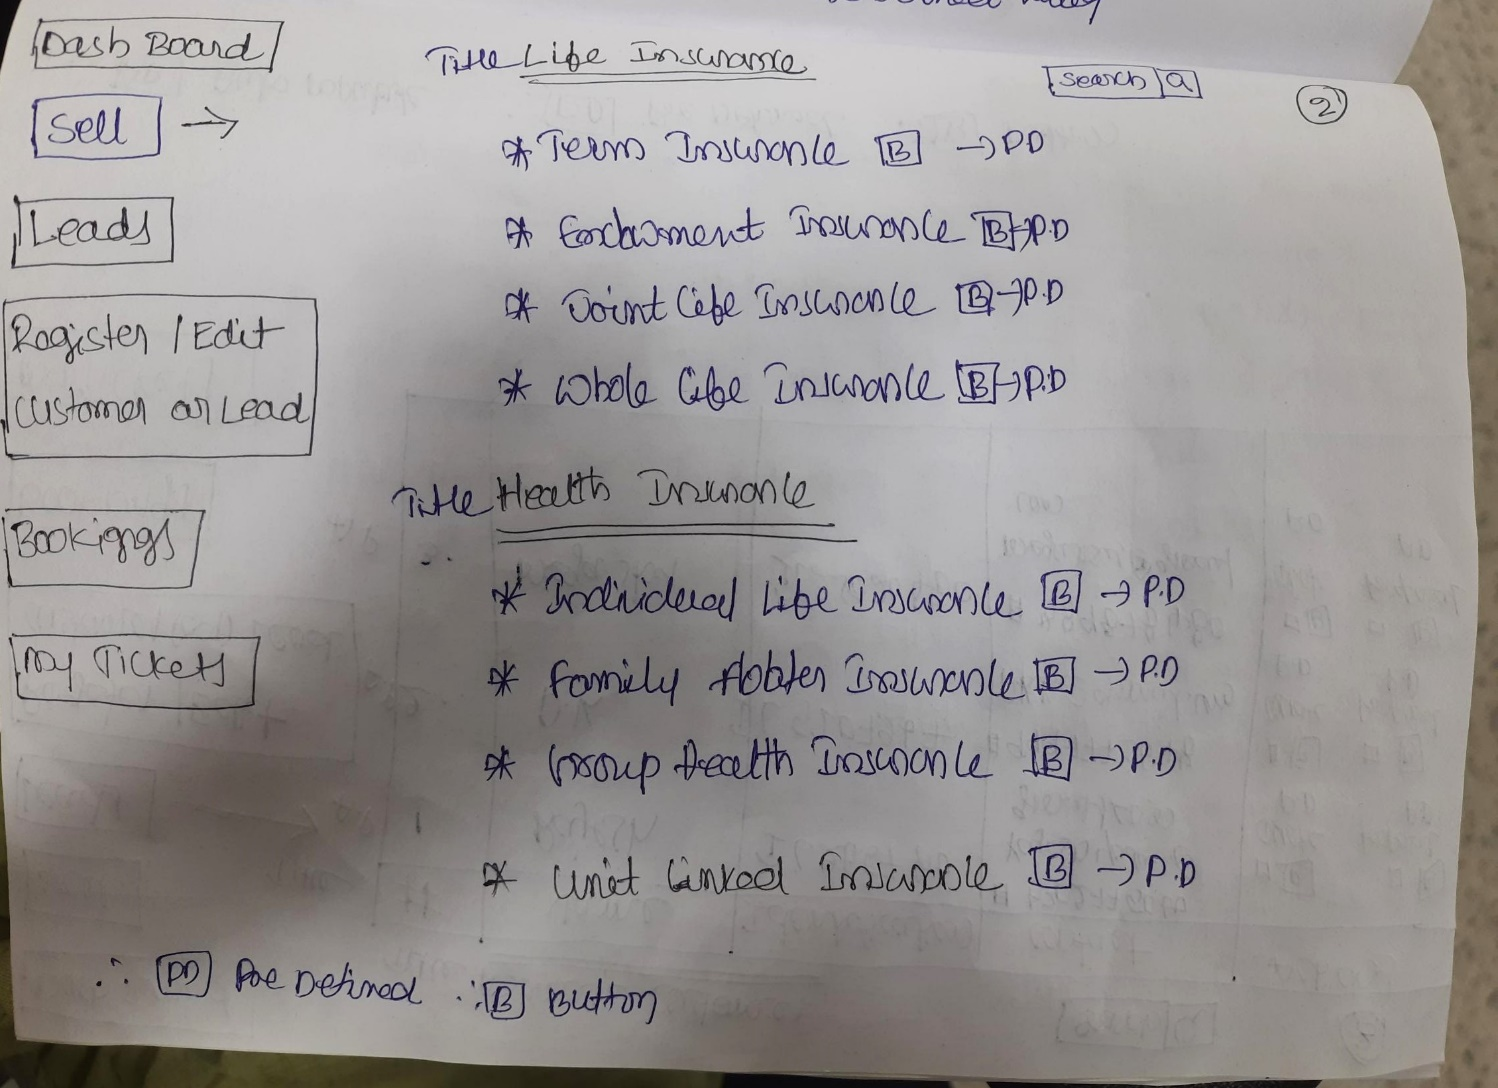 Dash Board
Title Life Insurance
Search Q
2
Sell →
* Term Insurance B → PD
Leads
* Endowment Insurance B → P.D
* Joint Life Insurance B → P.D
Register / Edit
Customer or Lead
* Whole Life Insurance B → P.D
Title Health Insurance
Bookings
* Individual Life Insurance B → P.D
My Tickets
* Family floater Insurance B → P.D
* Group Health Insurance B → P.D
* Unit Linked Insurance B → P.D
∴ PD Pre Defined ∴ B Button